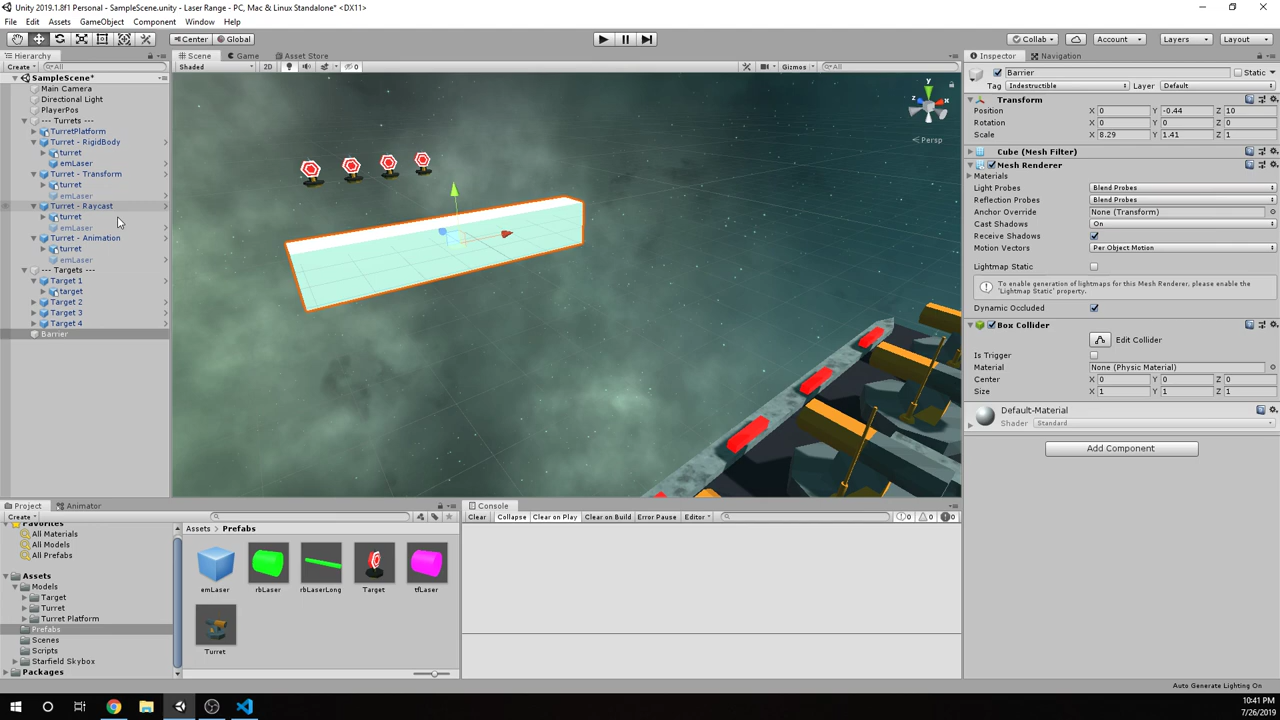 Unity 2019.1.8f1 Personal - SampleScene.unity - Laser Range - PC, Mac & Linux Standalone* <DX11>
File Edit Assets GameObject Component Window Help
Center Global Collab Account Layers Layout
Hierarchy Scene Game Asset Store Inspector Navigation
Create All
Shaded 2D 0 Gizmos All
SampleScene*
Main Camera
Directional Light
PlayerPos
--- Turrets ---
TurretPlatform
Turret - RigidBody
turret
emLaser
Turret - Transform
turret
emLaser
Turret - Raycast
turret
emLaser
Turret - Animation
turret
emLaser
--- Targets ---
Target 1
target
Target 2
Target 3
Target 4
Barrier
y
x
z
Persp
Barrier Static
Tag Indestructible Layer Default
Transform
Position X 0 Y -0.44 Z 10
Rotation X 0 Y 0 Z 0
Scale X 8.29 Y 1.41 Z 1
Cube (Mesh Filter)
Mesh Renderer
Materials
Light Probes Blend Probes
Reflection Probes Blend Probes
Anchor Override None (Transform)
Cast Shadows On
Receive Shadows
Motion Vectors Per Object Motion
Lightmap Static
To enable generation of lightmaps for this Mesh Renderer, please enable the
'Lightmap Static' property.
Dynamic Occluded
Box Collider
Edit Collider
Is Trigger
Material None (Physic Material)
Center X 0 Y 0 Z 0
Size X 1 Y 1 Z 1
Default-Material
Shader Standard
Add Component
Project Animator
Create
Favorites
All Materials
All Models
All Prefabs
Assets
Models
Target
Turret
Turret Platform
Prefabs
Scenes
Scripts
Starfield Skybox
Packages
Assets Prefabs
emLaser rbLaser rbLaserLong Target tfLaser
Turret
Console
Clear Collapse Clear on Play Clear on Build Error Pause Editor 0 0 0
Auto Generate Lighting On
10:41 PM
7/26/2019